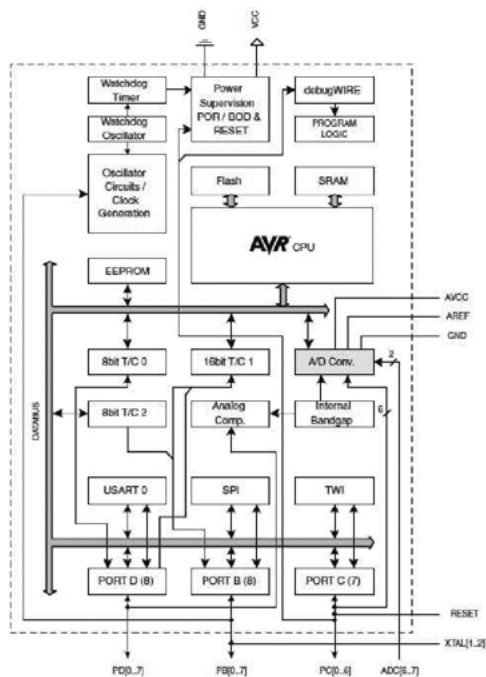 GND
VCC
Watchdog
Timer
Watchdog
Oscillator
Oscillator
Circuits /
Clock
Generation
Power
Supervision
POR / BOD &
RESET
debugWIRE
PROGRAM
LOGIC
Flash
SRAM
AVR CPU
EEPROM
AVCC
AREF
GND
8bit T/C 0
16bit T/C 1
A/D Conv.
2
DATABUS
8bit T/C 2
Analog
Comp.
Internal
Bandgap
6
USART 0
SPI
TWI
PORT D (8)
PORT B (8)
PORT C (7)
RESET
XTAL[1..2]
PD[0..7]
PB[0..7]
PC[0..6]
ADC[6..7]